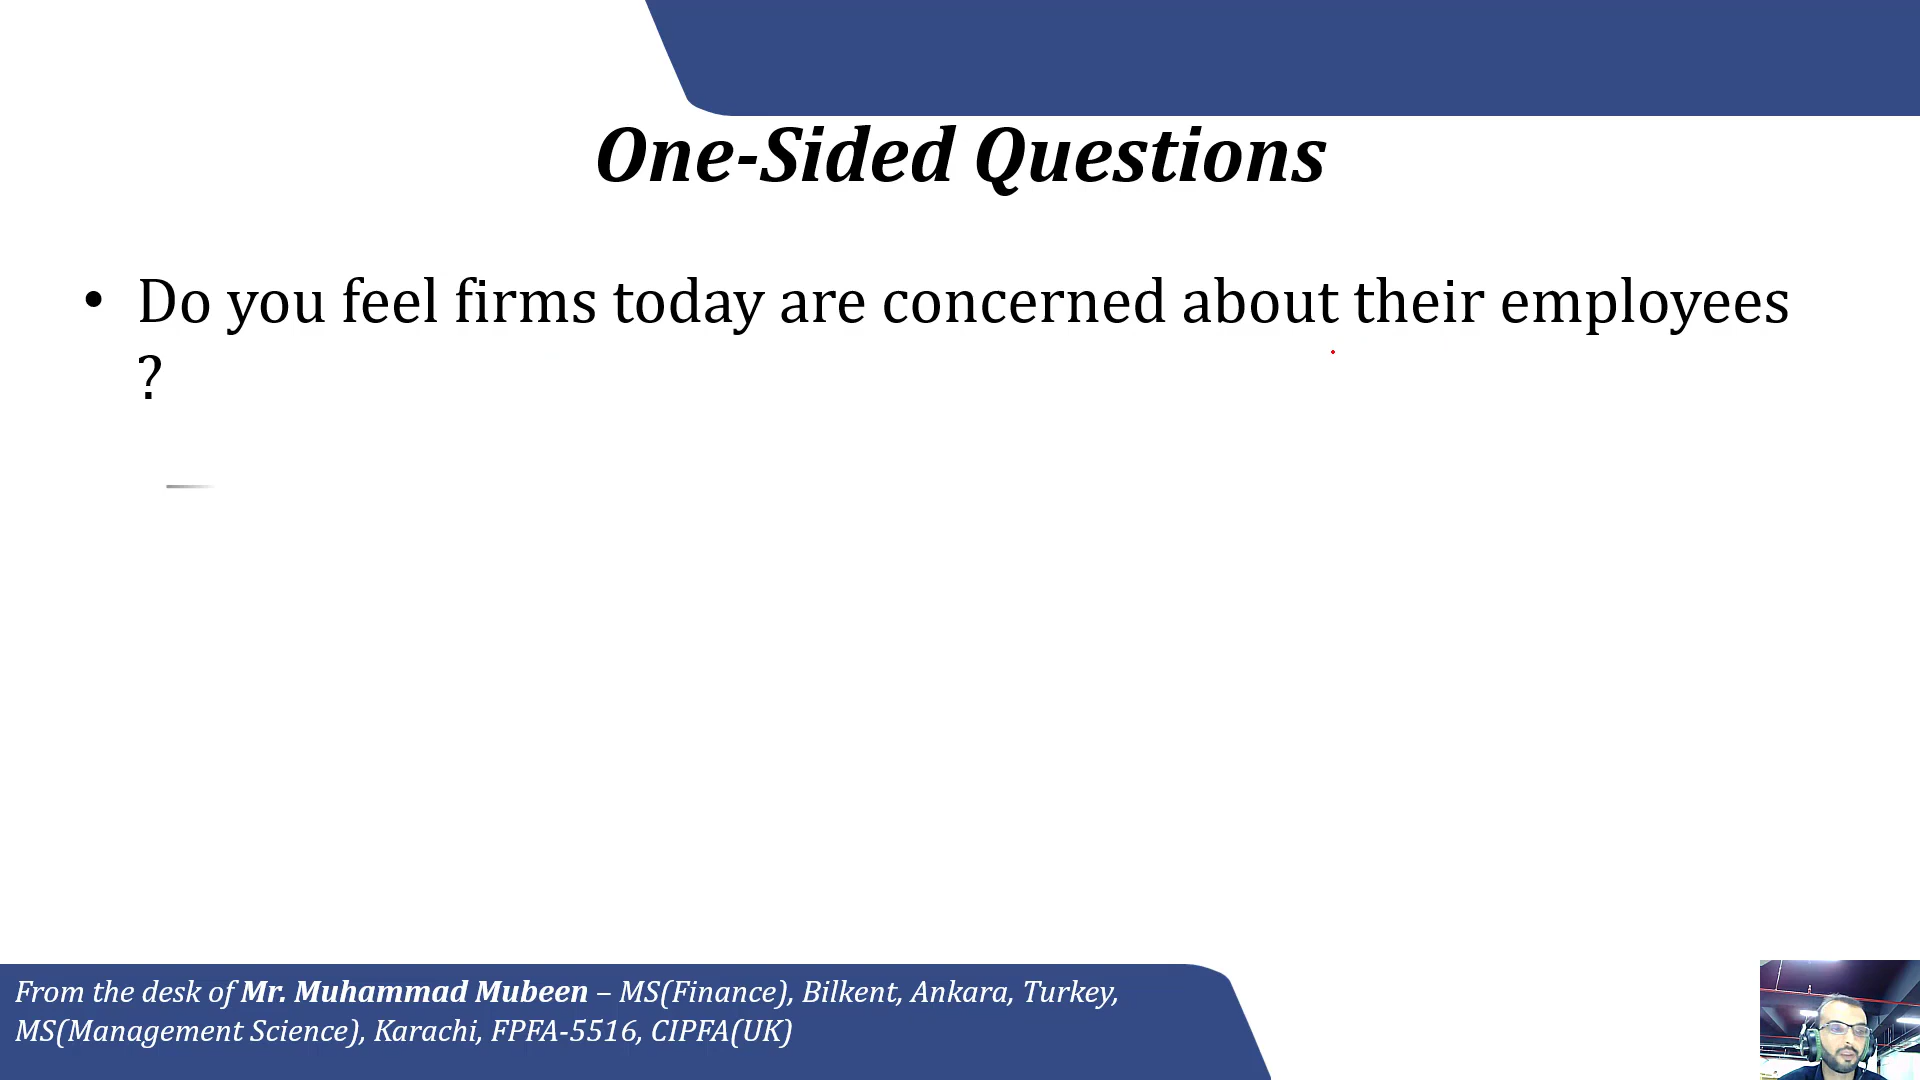 One-Sided Questions
• Do you feel firms today are concerned about their employees
?
From the desk of Mr. Muhammad Mubeen – MS(Finance), Bilkent, Ankara, Turkey,
MS(Management Science), Karachi, FPFA-5516, CIPFA(UK)